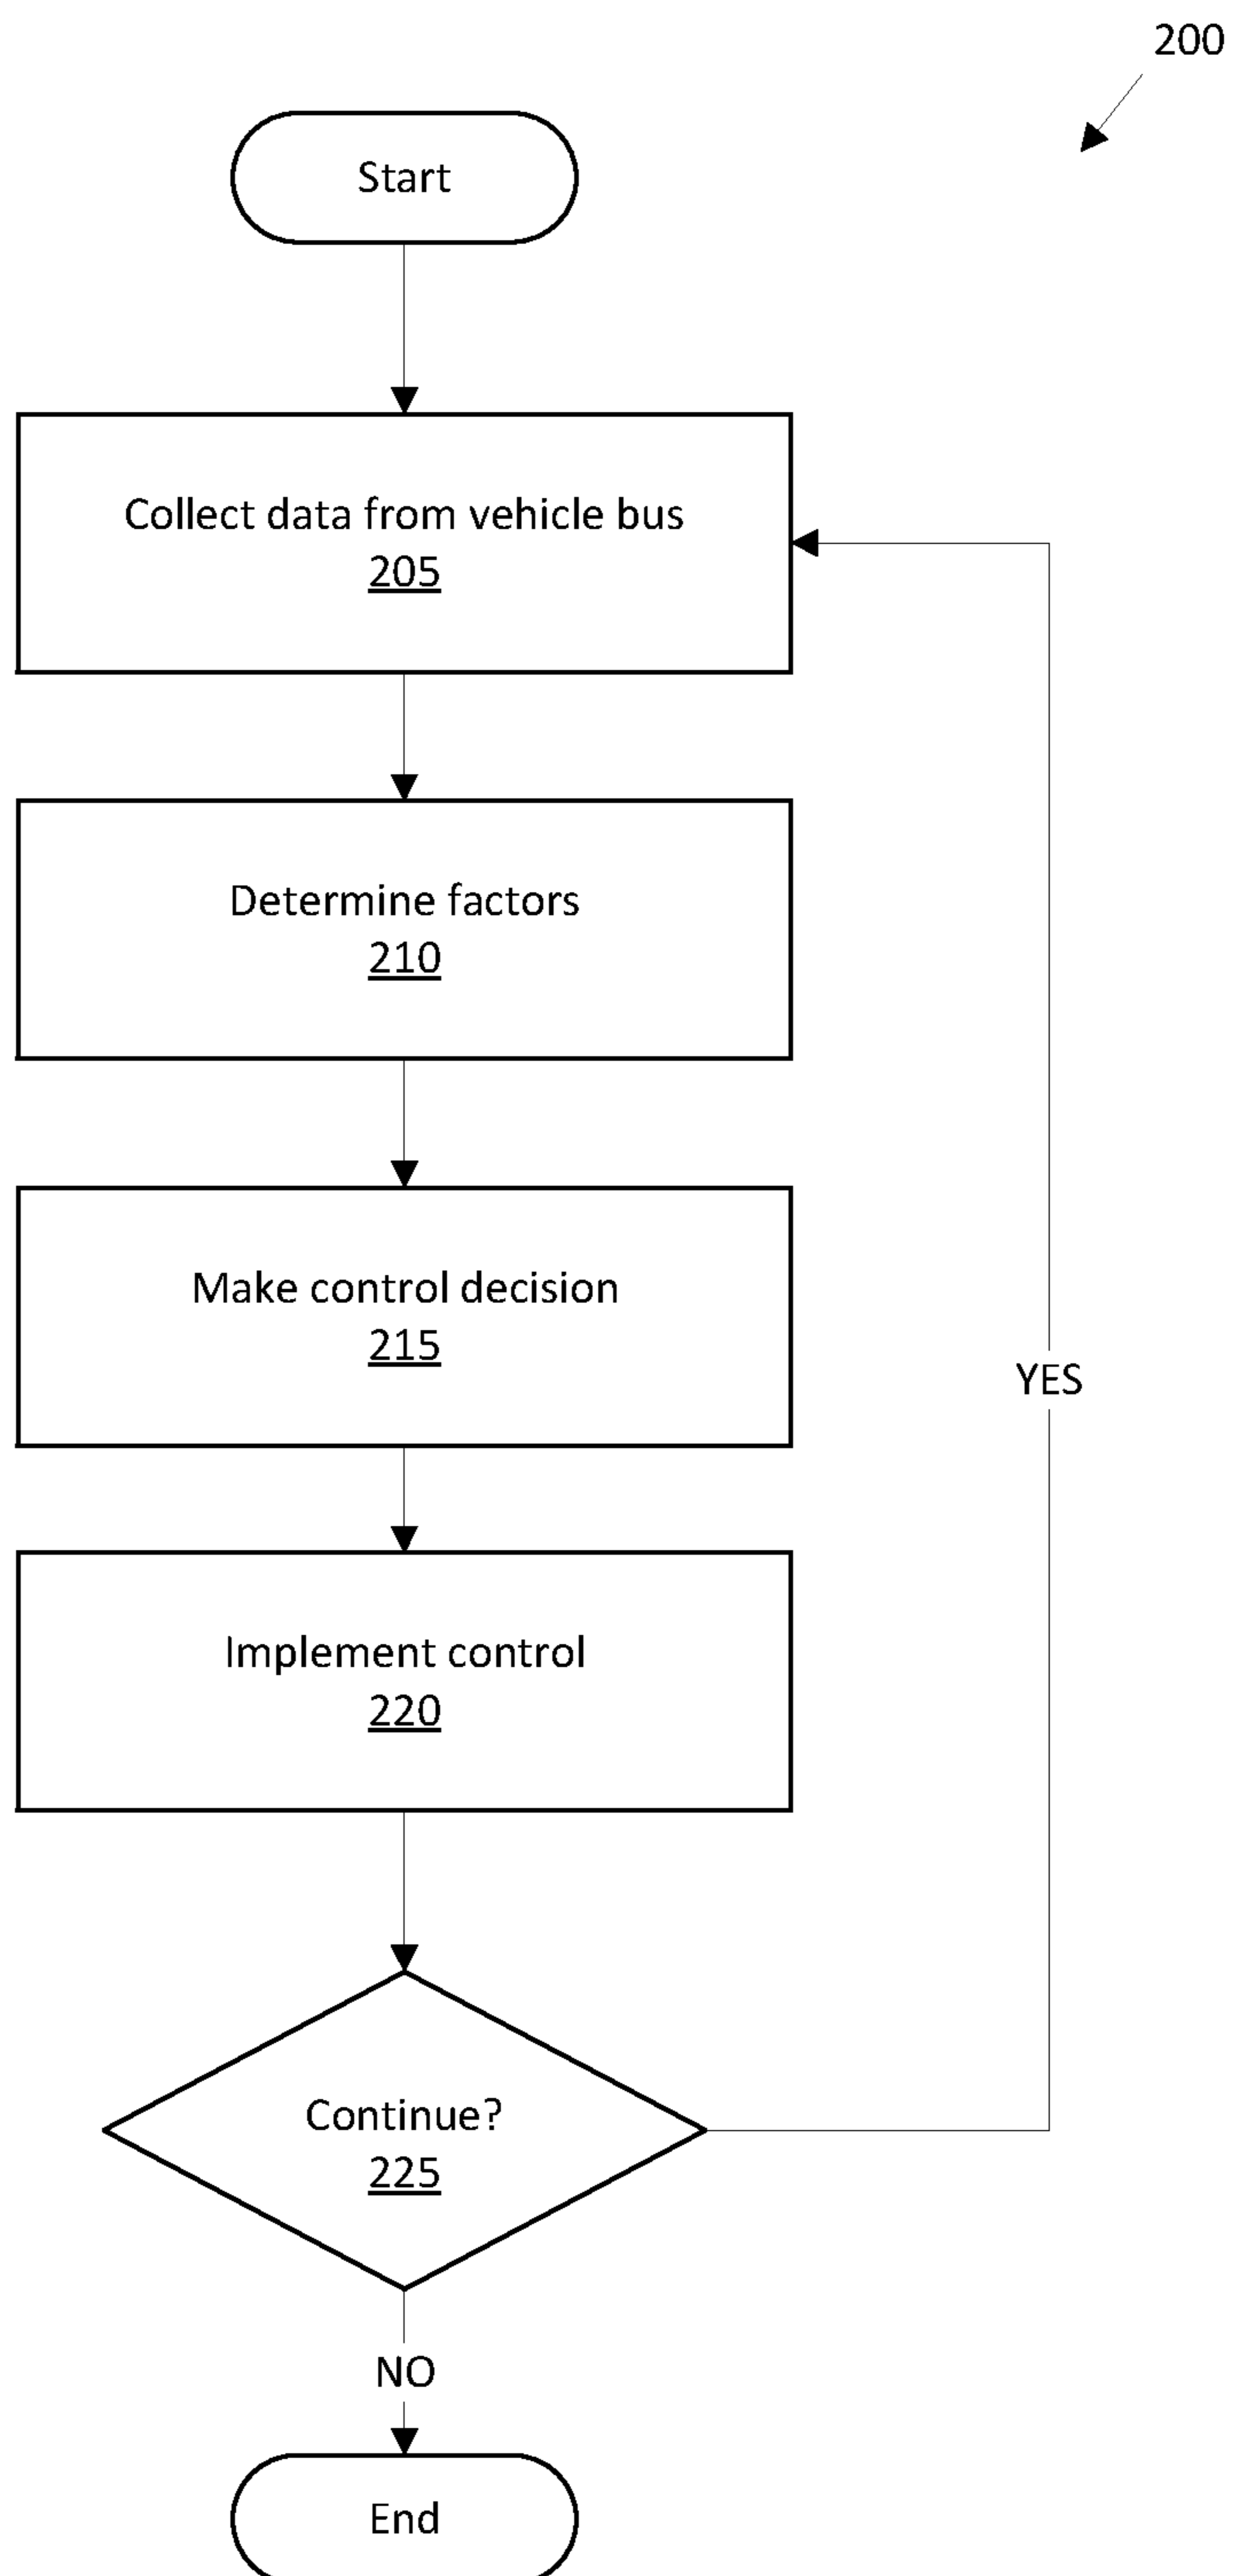 200
Start
Collect data from vehicle bus
205
Determine factors
210
Make control decision
215
YES
Implement control
220
Continue?
225
NO
End